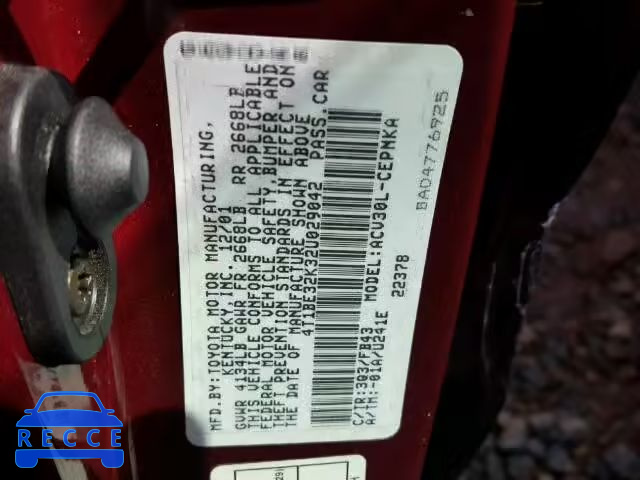 MFD.BY:TOYOTA MOTOR MANUFACTURING,
KENTUCKY, INC. 12/01
GVWR 4134LB GAWR FR 2668LB RR 2668LB
THIS VEHICLE CONFORMS TO ALL APPLICABLE
FEDERAL MOTOR VEHICLE SAFETY, BUMPER AND
THEFT PREVENTION STANDARDS IN EFFECT ON
THE DATE OF MANUFACTURE SHOWN ABOVE
4T1BE32K32U029042 PASS.CAR
C/TR:3Q3/FB43 MODEL:ACV30L-CEPNKA
A/TM:-01A/U241E 22378
BAD47776925
RECCE